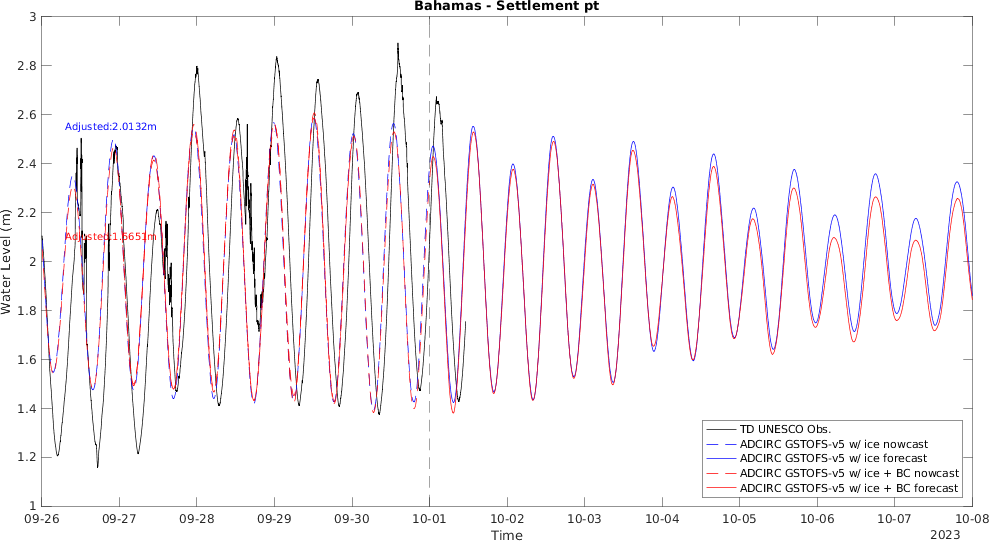 Bahamas - Settlement pt
3
2.8
2.6
2.4
2.2
2
1.8
1.6
1.4
1.2
1
Water Level (m)
Adjusted:2.0132m
Adjusted:1.6651m
TD UNESCO Obs.
ADCIRC GSTOFS-v5 w/ ice nowcast
ADCIRC GSTOFS-v5 w/ ice forecast
ADCIRC GSTOFS-v5 w/ ice + BC nowcast
ADCIRC GSTOFS-v5 w/ ice + BC forecast
09-26 09-27 09-28 09-29 09-30 10-01 10-02 10-03 10-04 10-05 10-06 10-07 10-08
Time
2023